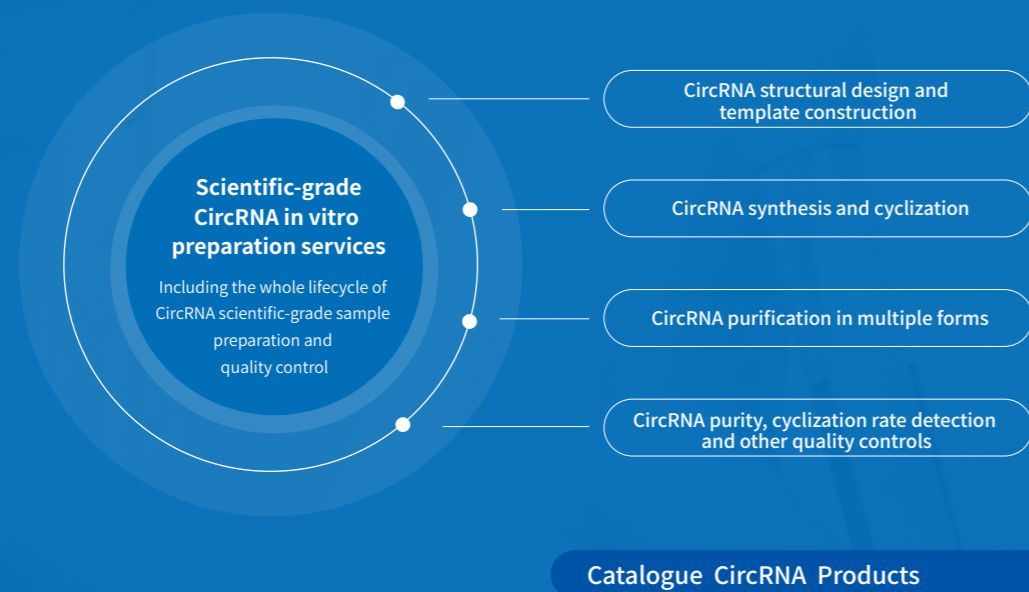 Scientific-grade
CircRNA in vitro
preparation services
Including the whole lifecycle of
CircRNA scientific-grade sample
preparation and
quality control
CircRNA structural design and
template construction
CircRNA synthesis and cyclization
CircRNA purification in multiple forms
CircRNA purity, cyclization rate detection
and other quality controls
Catalogue CircRNA Products